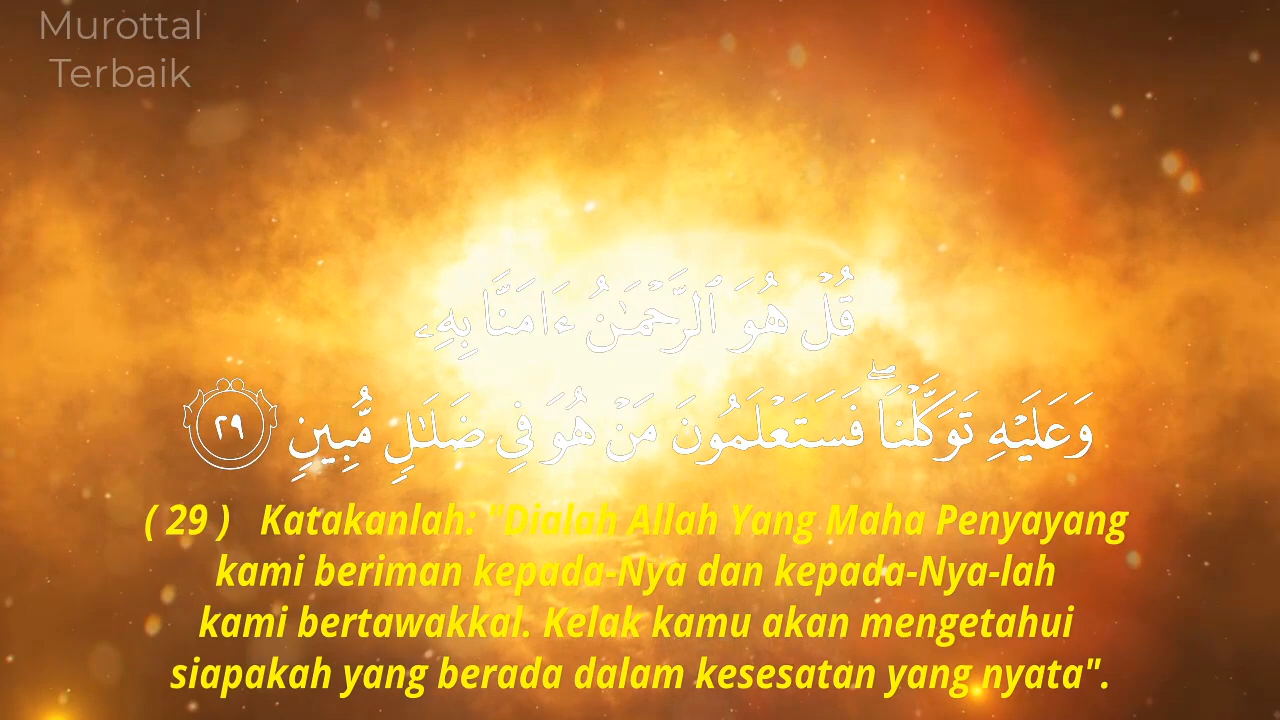 Murottal
Terbaik
قُلْ هُوَ ٱلرَّحْمَـٰنُ ءَامَنَّا بِهِۦ
وَعَلَيْهِ تَوَكَّلْنَا ۖ فَسَتَعْلَمُونَ مَنْ هُوَ فِى ضَلَـٰلٍ مُّبِينٍ ٢٩
( 29 ) Katakanlah: "Dialah Allah Yang Maha Penyayang
kami beriman kepada-Nya dan kepada-Nya-lah
kami bertawakkal. Kelak kamu akan mengetahui
siapakah yang berada dalam kesesatan yang nyata".